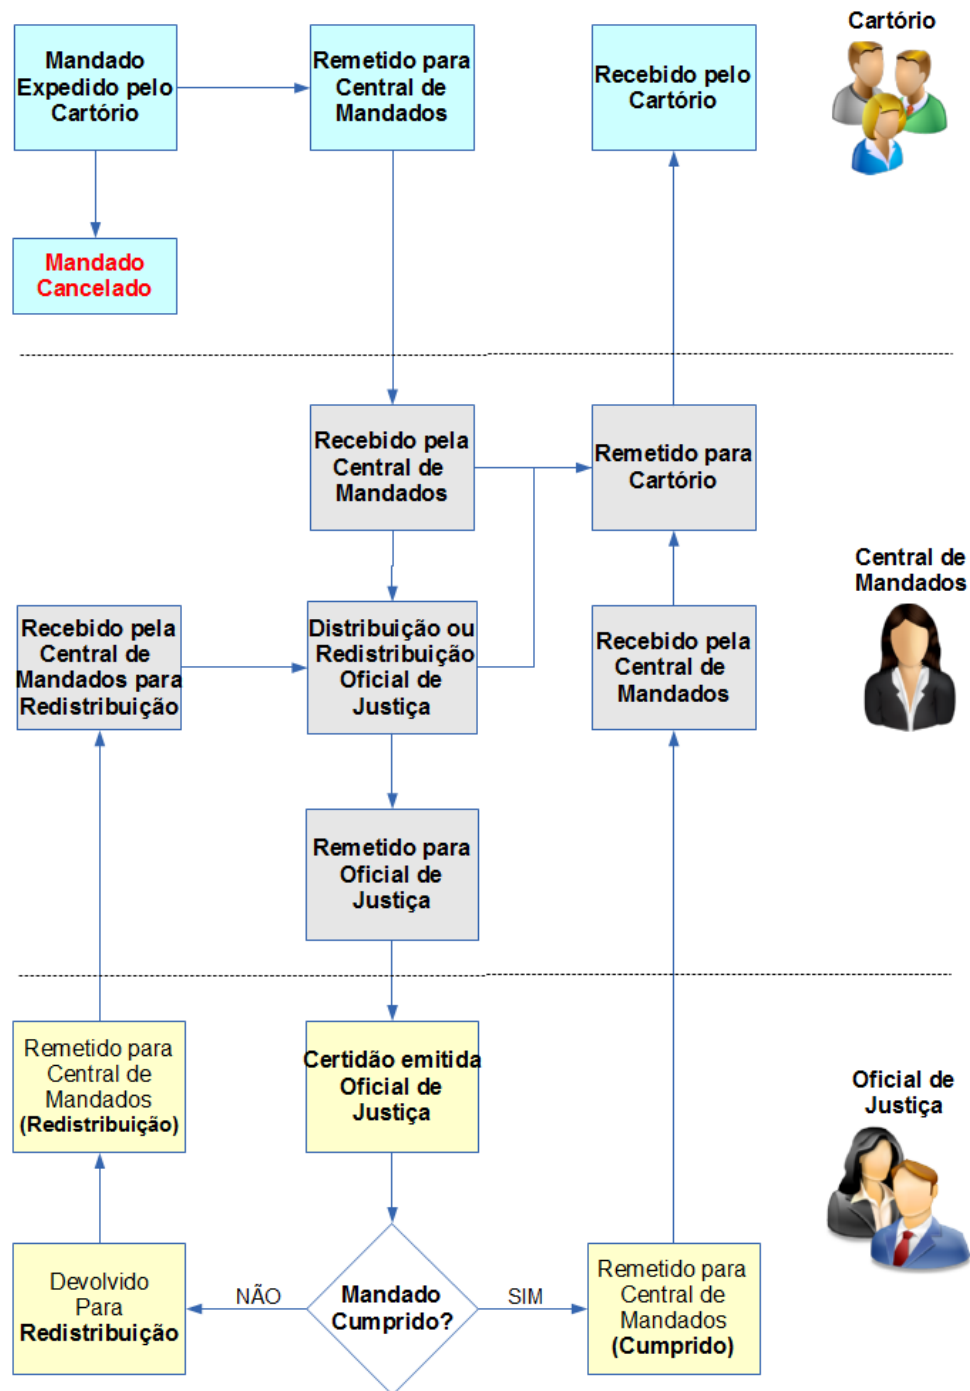 Cartório
Mandado
Expedido pelo
Cartório
Remetido para
Central de
Mandados
Recebido pelo
Cartório
Mandado
Cancelado
Recebido pela
Central de
Mandados
Remetido para
Cartório
Central de
Mandados
Recebido pela
Central de
Mandados para
Redistribuição
Distribuição ou
Redistribuição
Oficial de
Justiça
Recebido pela
Central de
Mandados
Remetido para
Oficial de
Justiça
Remetido para
Central de
Mandados
(Redistribuição)
Certidão emitida
Oficial de
Justiça
Oficial de
Justiça
Devolvido
Para
Redistribuição
NÃO
Mandado
Cumprido?
SIM
Remetido para
Central de
Mandados
(Cumprido)